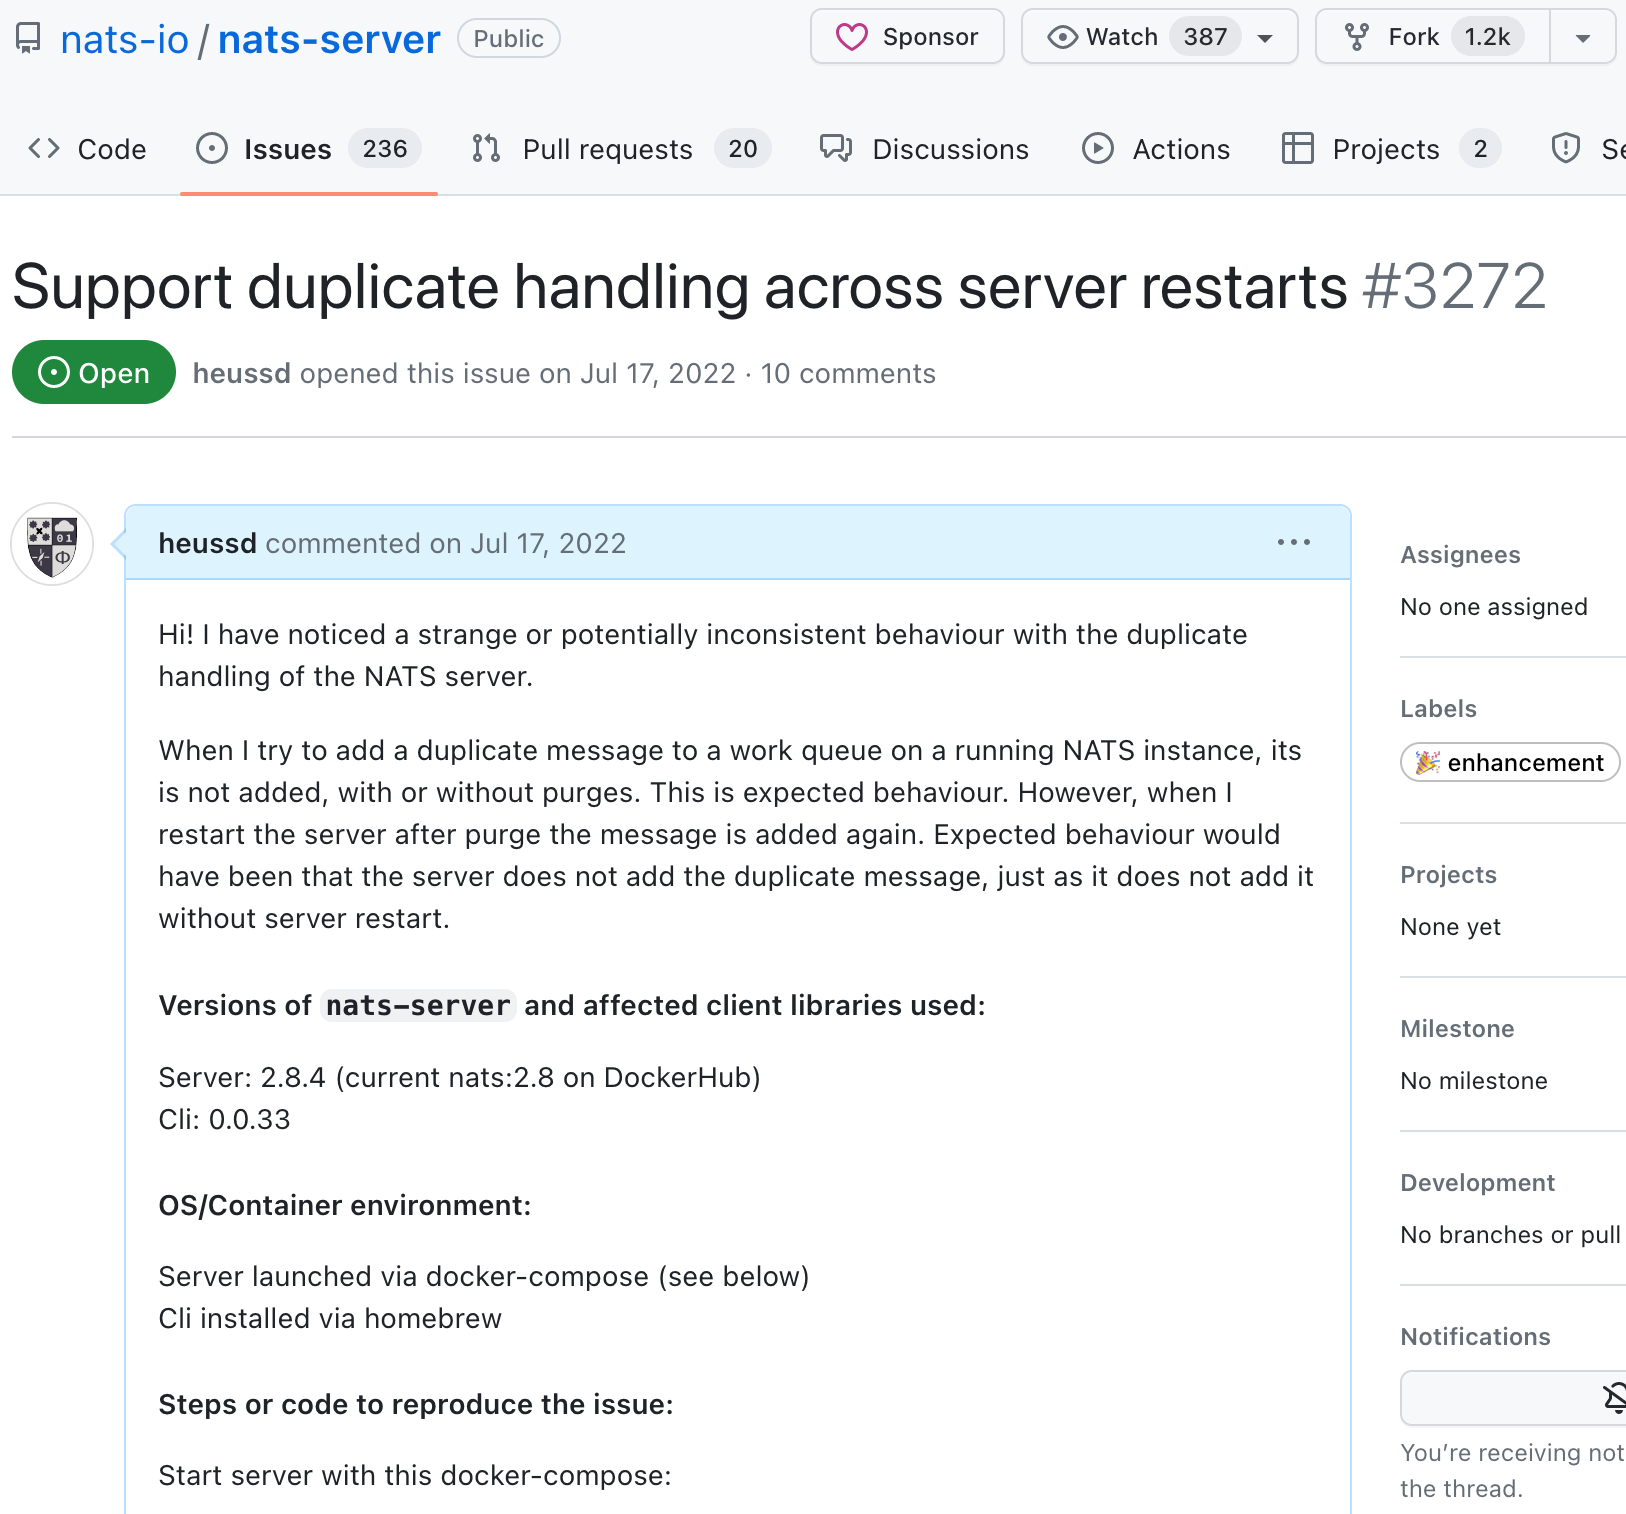 nats-io / nats-server Public
Sponsor
Watch 387
Fork 1.2k
Code
Issues 236
Pull requests 20
Discussions
Actions
Projects 2
Support duplicate handling across server restarts #3272
Open
heussd opened this issue on Jul 17, 2022 · 10 comments
heussd commented on Jul 17, 2022
Hi! I have noticed a strange or potentially inconsistent behaviour with the duplicate
handling of the NATS server.
When I try to add a duplicate message to a work queue on a running NATS instance, its
is not added, with or without purges. This is expected behaviour. However, when I
restart the server after purge the message is added again. Expected behaviour would
have been that the server does not add the duplicate message, just as it does not add it
without server restart.
Versions of nats-server and affected client libraries used:
Server: 2.8.4 (current nats:2.8 on DockerHub)
Cli: 0.0.33
OS/Container environment:
Server launched via docker-compose (see below)
Cli installed via homebrew
Steps or code to reproduce the issue:
Start server with this docker-compose:
Assignees
No one assigned
Labels
🎉 enhancement
Projects
None yet
Milestone
No milestone
Development
No branches or pull
Notifications
You're receiving not
the thread.